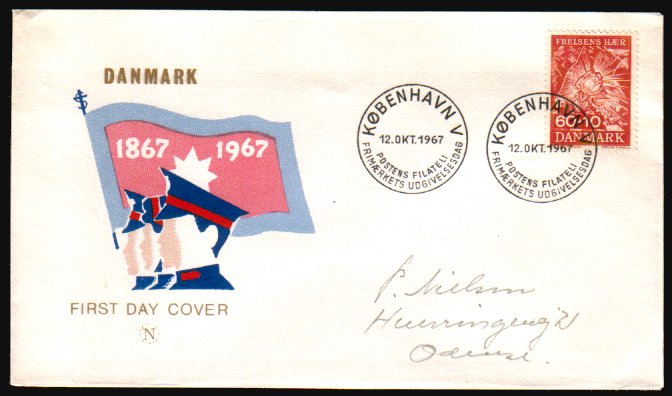 DANMARK
1867 1967
FIRST DAY COVER
N
KØBENHAVN V
12.OKT.1967
POSTENS FILATELI
FRIMÆRKETS UDGIVELSESDAG
KØBENHAVN V
12.OKT.1967
POSTENS FILATELI
FRIMÆRKETS UDGIVELSESDAG
FRELSENS HÆR
60+10
DANMARK
P. Nielsen
Odense.